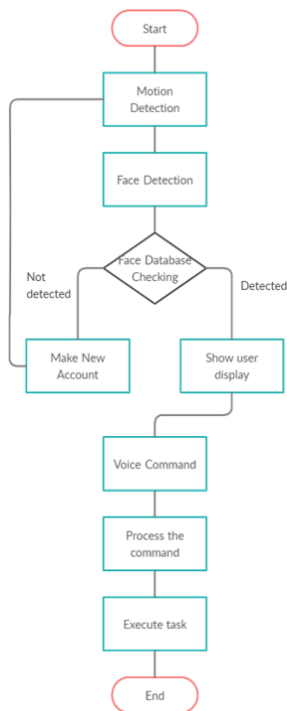 Start
Motion
Detection
Face Detection
Face Database
Checking
Not
detected
Detected
Make New
Account
Show user
display
Voice Command
Process the
command
Execute task
End